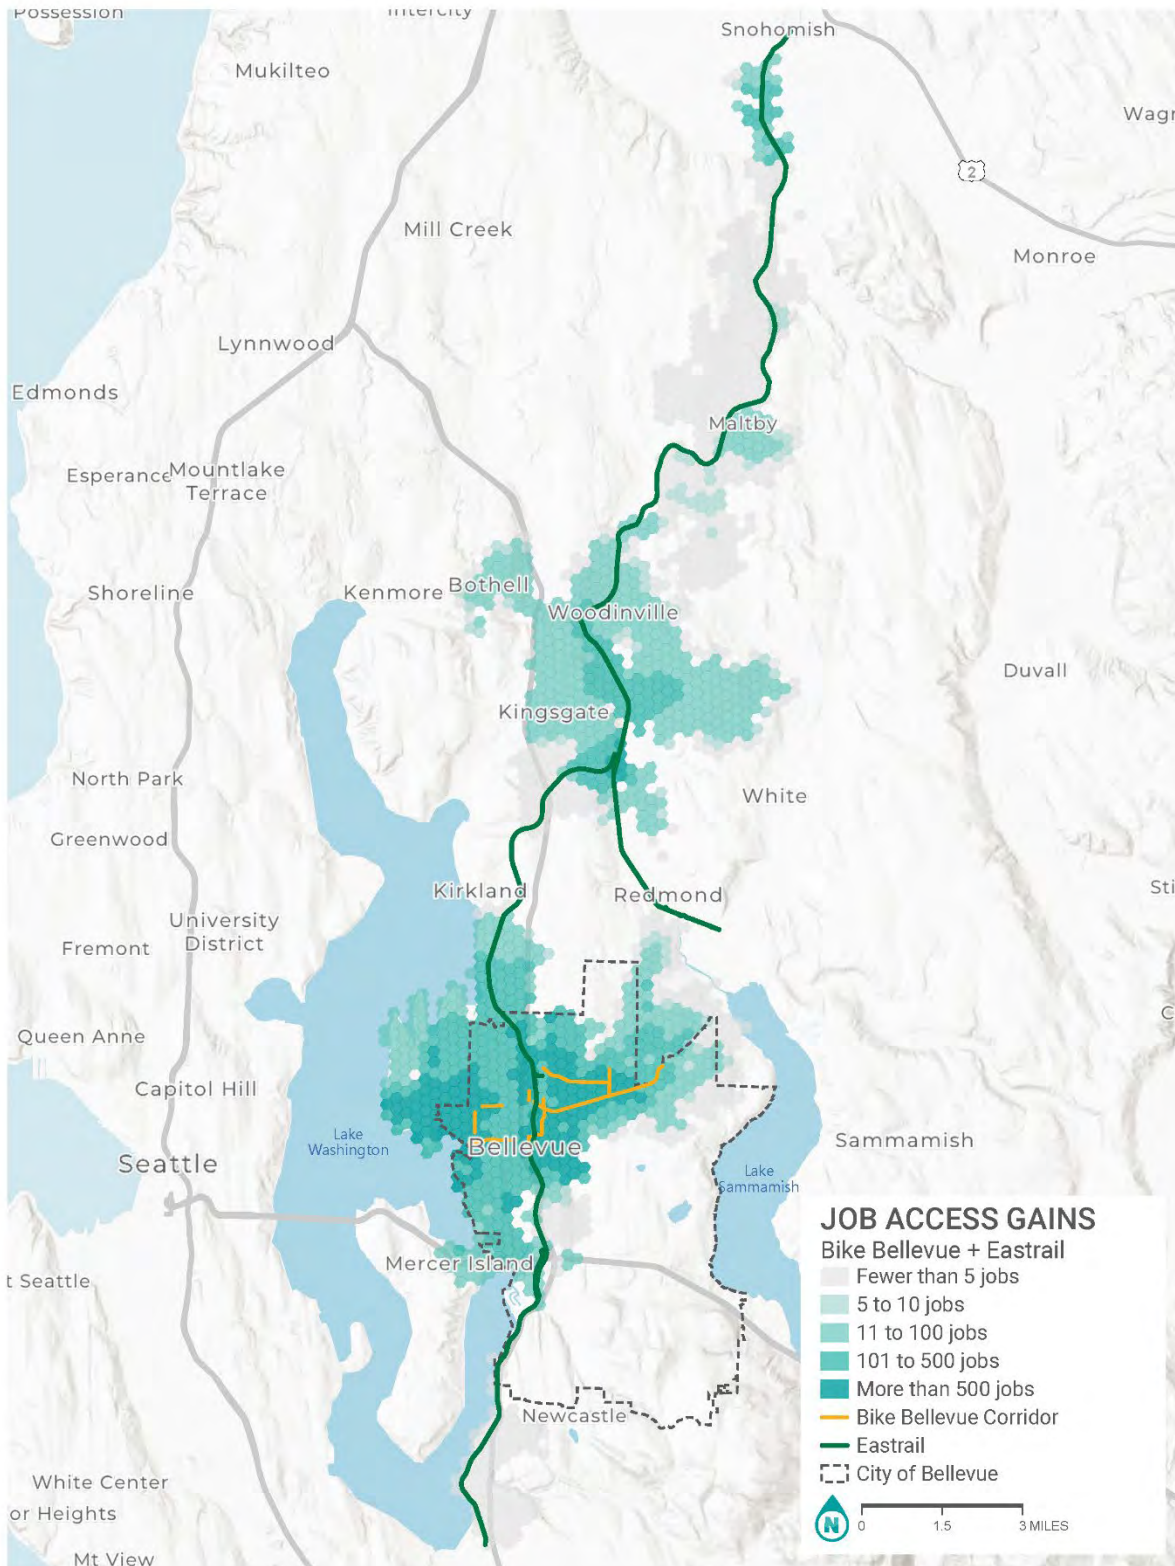 Possession
Intercity
Snohomish
Mukilteo
Wagr
2
Mill Creek
Monroe
Lynnwood
Edmonds
Maltby
Esperance
Mountlake
Terrace
Shoreline
Kenmore
Bothell
Woodinville
Duvall
Kingsgate
North Park
White
Greenwood
Kirkland
Redmond
Sti
University
District
Fremont
C
Queen Anne
Capitol Hill
Lake
Washington
Bellevue
Sammamish
Seattle
Lake
Sammamish
Mercer Island
t Seattle
Newcastle
White Center
or Heights
Mt View
JOB ACCESS GAINS
Bike Bellevue + Eastrail
Fewer than 5 jobs
5 to 10 jobs
11 to 100 jobs
101 to 500 jobs
More than 500 jobs
Bike Bellevue Corridor
Eastrail
City of Bellevue
N
0 1.5 3 MILES